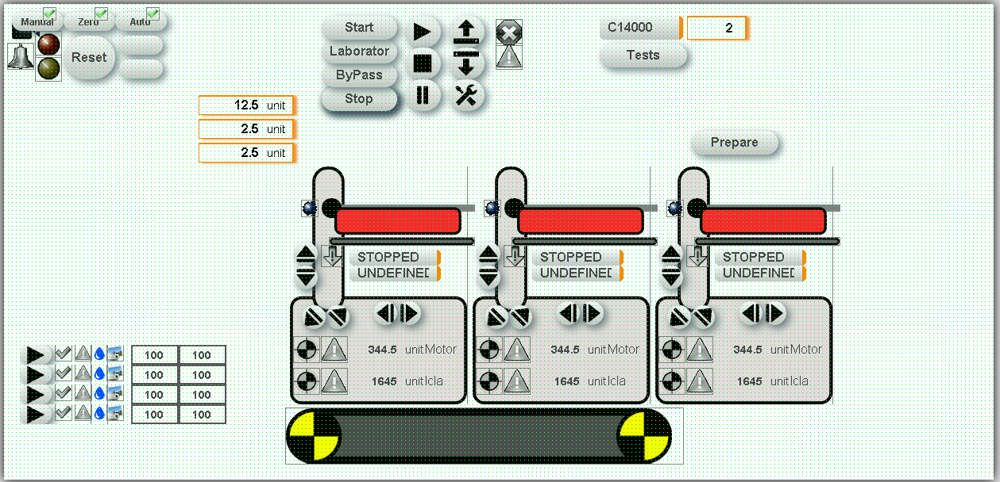 Manual Zero Auto
Reset
Start
Laborator
ByPass
Stop
C14000 2
Tests
12.5 unit
2.5 unit
2.5 unit
Prepare
STOPPED STOPPED STOPPED
UNDEFINED UNDEFINED UNDEFINED
344.5 unitMotor 344.5 unitMotor 344.5 unitMotor
1645 unitIcla 1645 unitIcla 1645 unitIcla
100 100
100 100
100 100
100 100